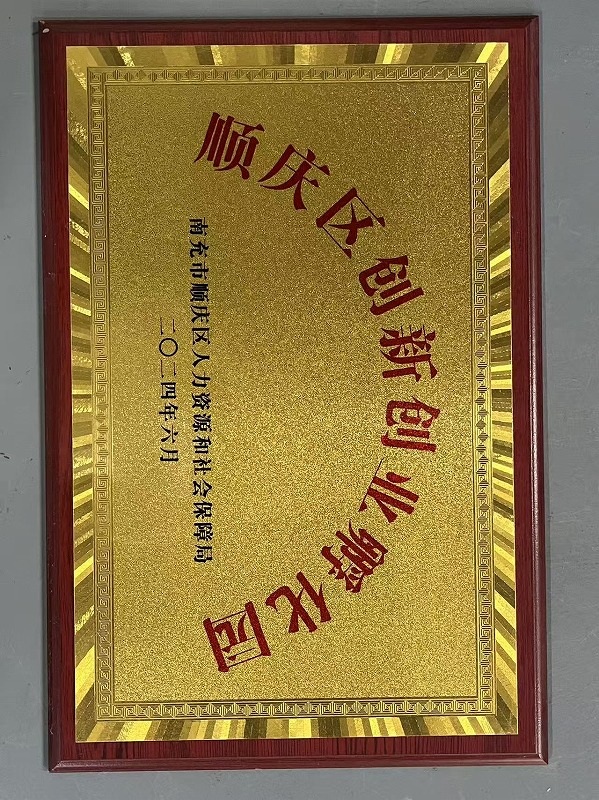 顺庆区创新创业孵化园
南充市顺庆区人力资源和社会保障局
二〇二四年六月